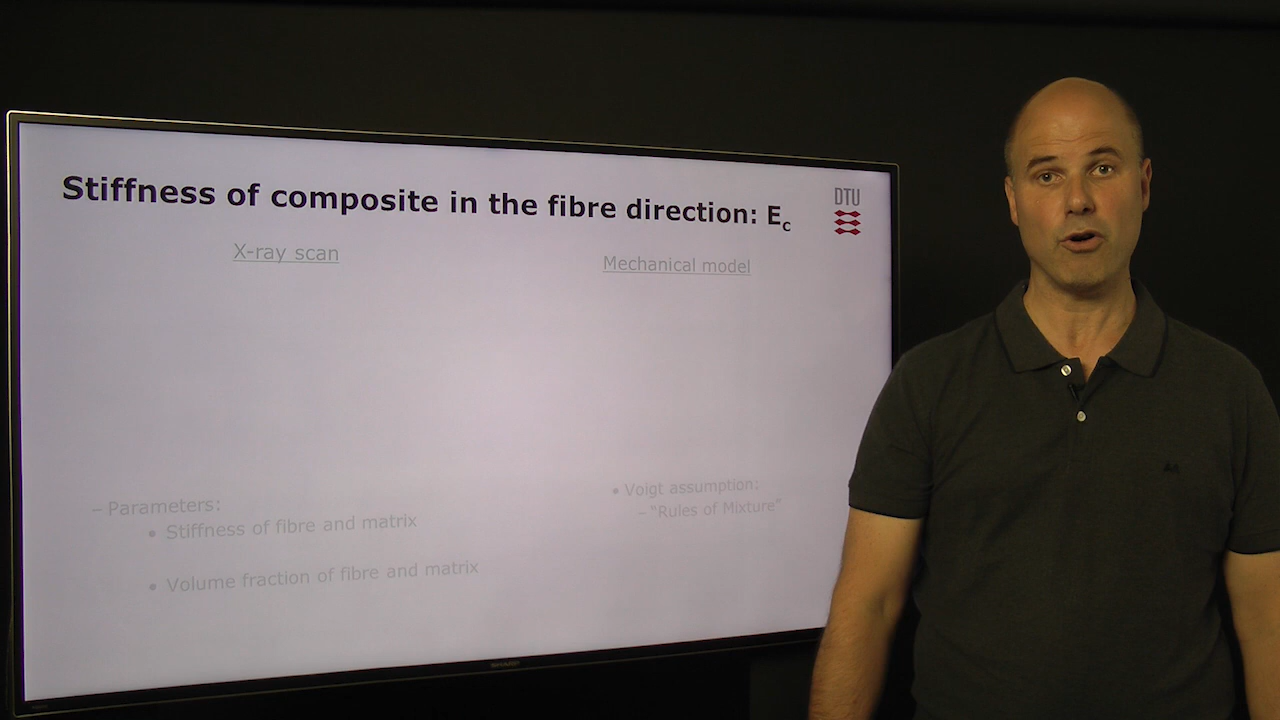 Stiffness of composite in the fibre direction: Ec
DTU
X-ray scan
Mechanical model
– Parameters:
• Stiffness of fibre and matrix
• Volume fraction of fibre and matrix
• Voigt assumption:
– “Rules of Mixture”
SHARP